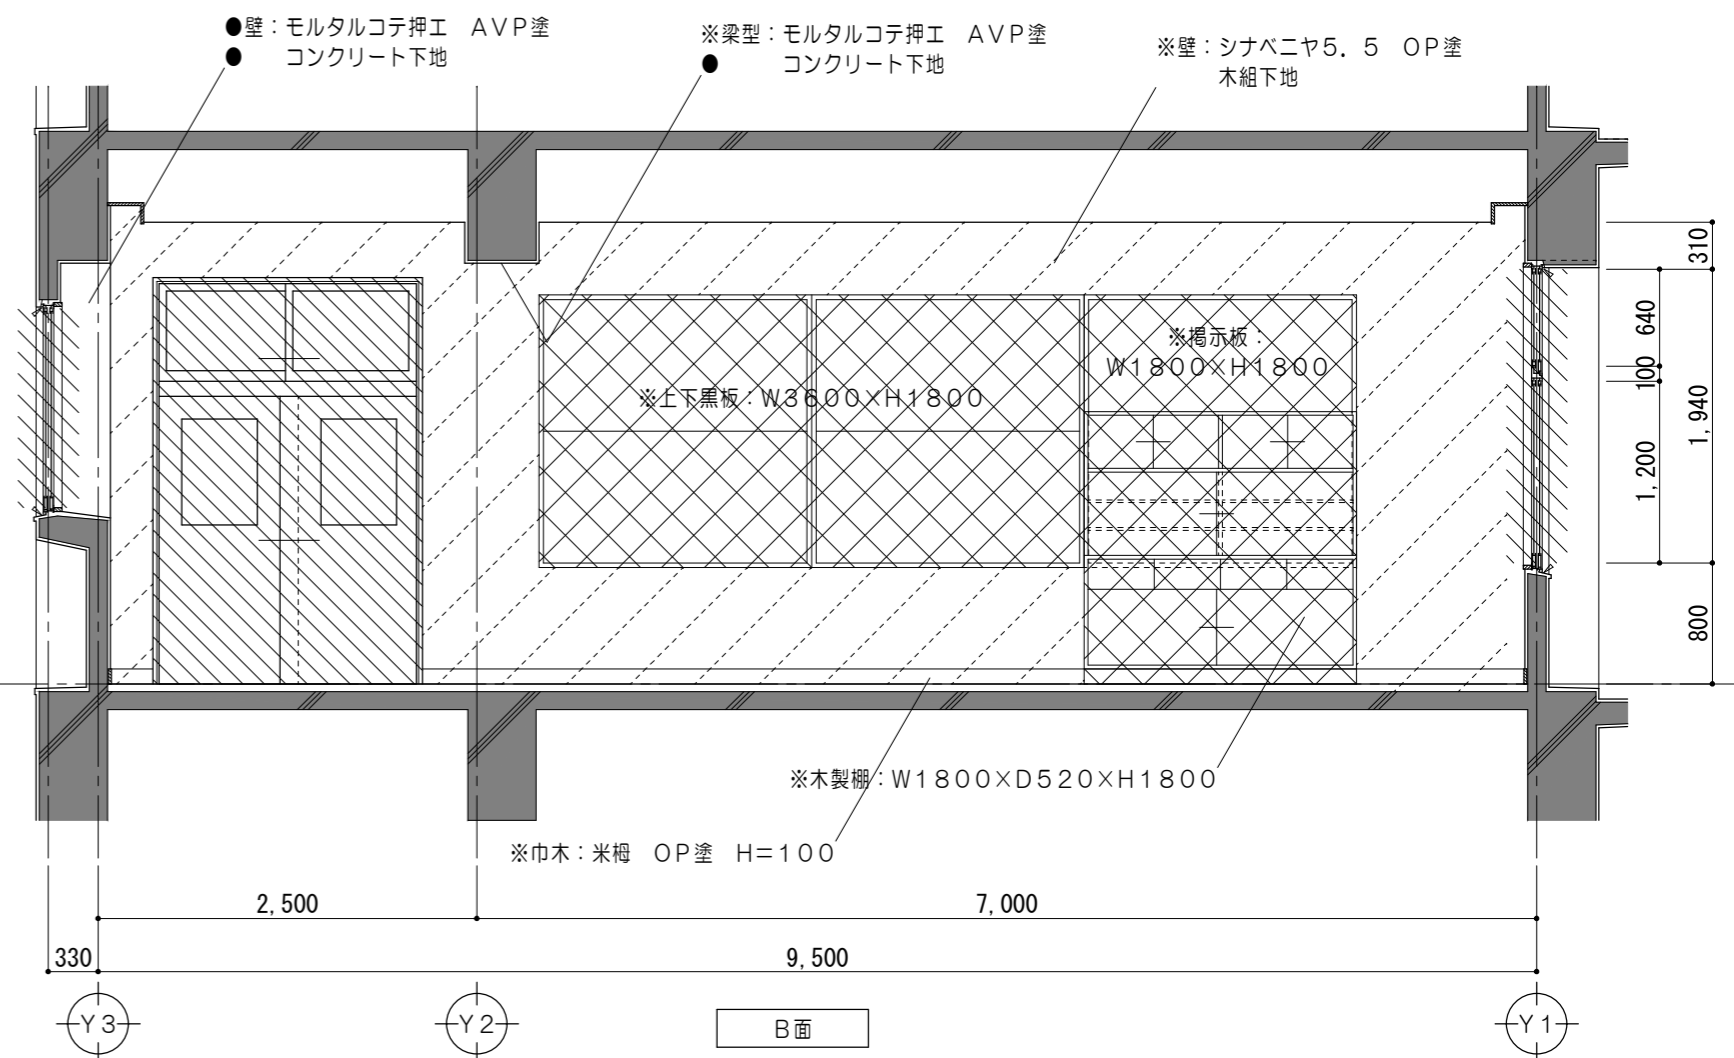 ●壁：モルタルコテ押エ　ＡＶＰ塗
●　コンクリート下地
※梁型：モルタルコテ押エ　ＡＶＰ塗
●　コンクリート下地
※壁：シナベニヤ５．５　ＯＰ塗
木組下地
310
640
100
1,940
1,200
800
※掲示板：
Ｗ１８００×Ｈ１８００
※上下黒板：Ｗ３６００×Ｈ１８００
※木製棚：Ｗ１８００×Ｄ５２０×Ｈ１８００
※巾木：米栂　ＯＰ塗　Ｈ＝１００
2,500
7,000
330
9,500
Ｙ３
Ｙ２
Ｂ面
Ｙ１